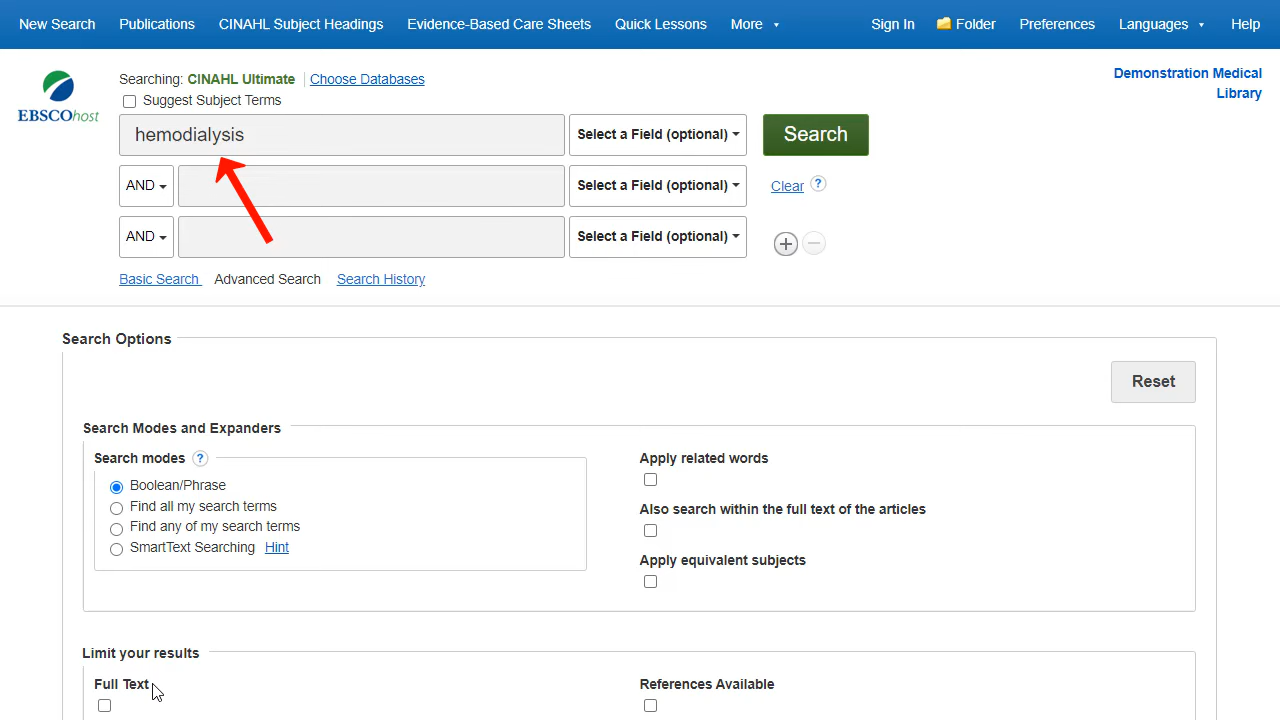 New Search Publications CINAHL Subject Headings Evidence-Based Care Sheets Quick Lessons More Sign In Folder Preferences Languages Help
Searching: CINAHL Ultimate Choose Databases
Demonstration Medical
Library
Suggest Subject Terms
EBSCOhost
hemodialysis Select a Field (optional) Search
AND Select a Field (optional) Clear ?
AND Select a Field (optional)
Basic Search Advanced Search Search History
Search Options
Reset
Search Modes and Expanders
Search modes ?
Boolean/Phrase
Find all my search terms
Find any of my search terms
SmartText Searching Hint
Apply related words
Also search within the full text of the articles
Apply equivalent subjects
Limit your results
Full Text
References Available